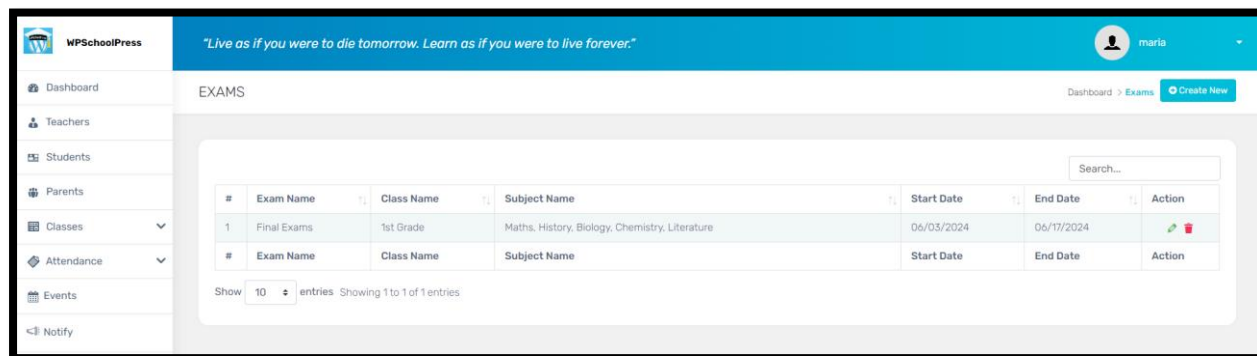 WPSchoolPress
"Live as if you were to die tomorrow. Learn as if you were to live forever."
maria
Dashboard
Teachers
Students
Parents
Classes
Attendance
Events
Notify
EXAMS
Dashboard > Exams
Create New
Search...
# Exam Name Class Name Subject Name Start Date End Date Action
1 Final Exams 1st Grade Maths, History, Biology, Chemistry, Literature 06/03/2024 06/17/2024
# Exam Name Class Name Subject Name Start Date End Date Action
Show 10 entries Showing 1 to 1 of 1 entries